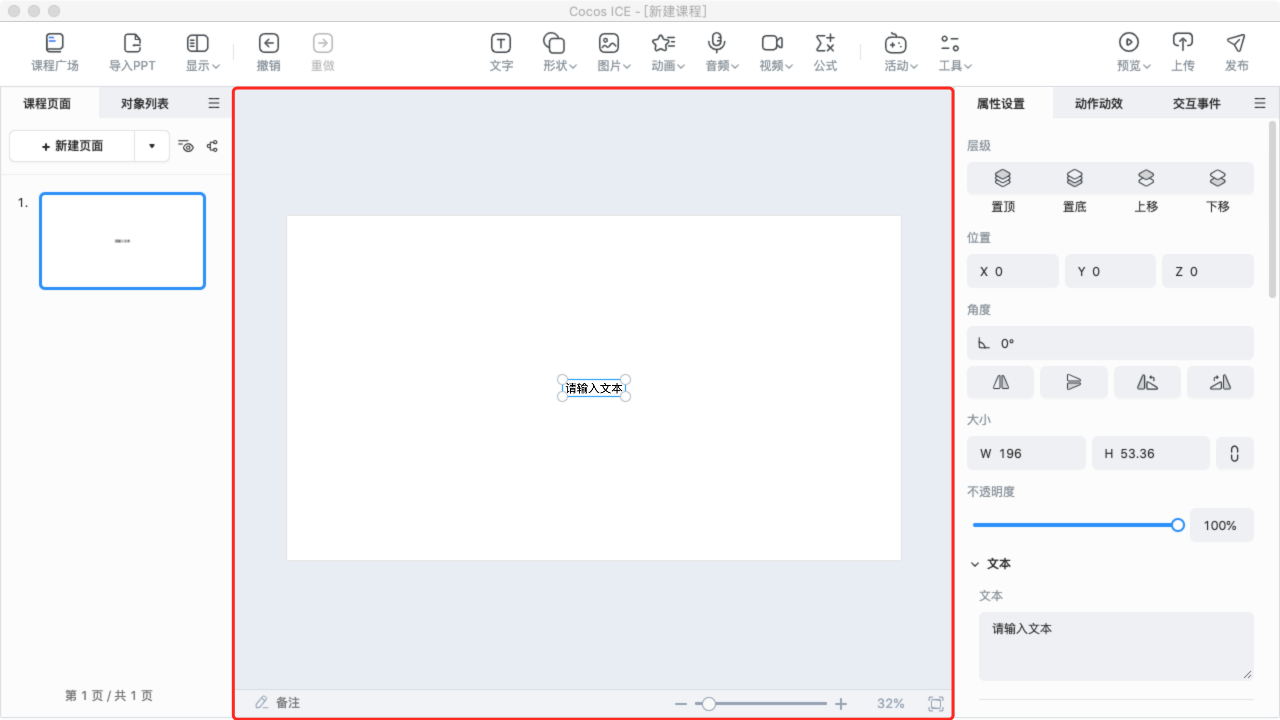 Cocos ICE - [新建课程]
课程广场 导入PPT 显示 撤销 重做 文字 形状 图片 动画 音频 视频 公式 活动 工具 预览 上传 发布
课程页面 对象列表
+ 新建页面
1.
第 1 页 / 共 1 页
请输入文本
备注 32%
属性设置 动作动效 交互事件
层级
置顶 置底 上移 下移
位置
X 0 Y 0 Z 0
角度
0°
大小
W 196 H 53.36
不透明度
100%
文本
文本
请输入文本